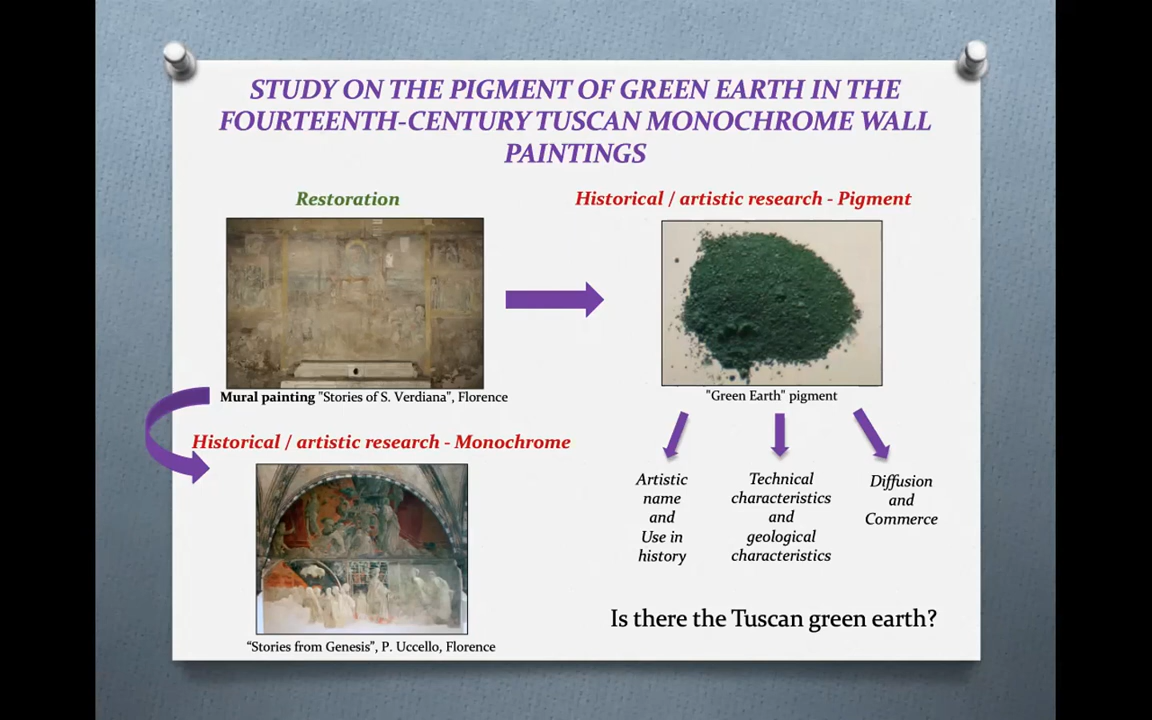 STUDY ON THE PIGMENT OF GREEN EARTH IN THE
FOURTEENTH-CENTURY TUSCAN MONOCHROME WALL
PAINTINGS
Restoration
Historical / artistic research - Pigment
Mural painting "Stories of S. Verdiana", Florence
"Green Earth" pigment
Historical / artistic research - Monochrome
Artistic
name
and
Use in
history
Technical
characteristics
and
geological
characteristics
Diffusion
and
Commerce
Is there the Tuscan green earth?
“Stories from Genesis”, P. Uccello, Florence